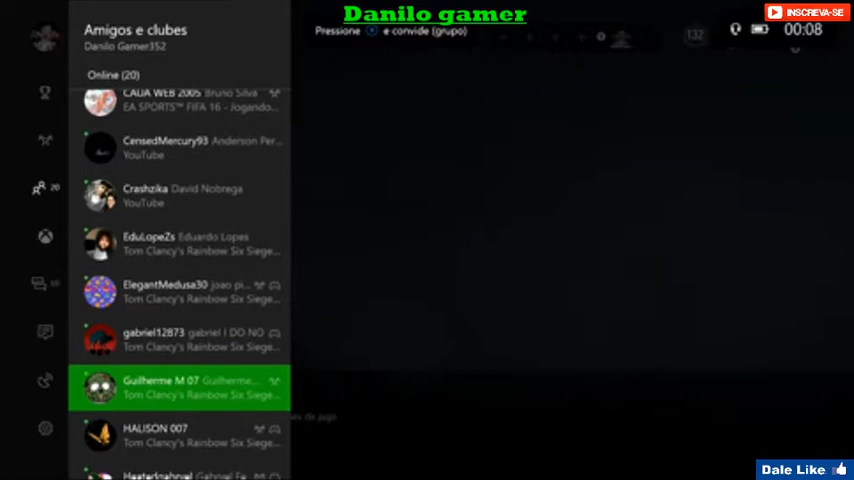 Danilo gamer
INSCREVA-SE
Amigos e clubes
Danilo Gamer352
Pressione e convide (grupo)
132
00:08
Online (20)
CAUA WEB 2005 Bruno Silva
EA SPORTS™ FIFA 16 - Jogando...
CensedMercury93 Anderson Per...
YouTube
Crashzika David Nobrega
YouTube
20
EduLopeZs Eduardo Lopes
Tom Clancy's Rainbow Six Siege...
ElegantMedusa30 joao pi...
Tom Clancy's Rainbow Six Siege...
gabriel12873 gabriel I DO NO
Tom Clancy's Rainbow Six Siege...
Guilherme M 07 Guilherme...
Tom Clancy's Rainbow Six Siege...
HALISON 007
Tom Clancy's Rainbow Six Siege...
de jugo
Dale Like